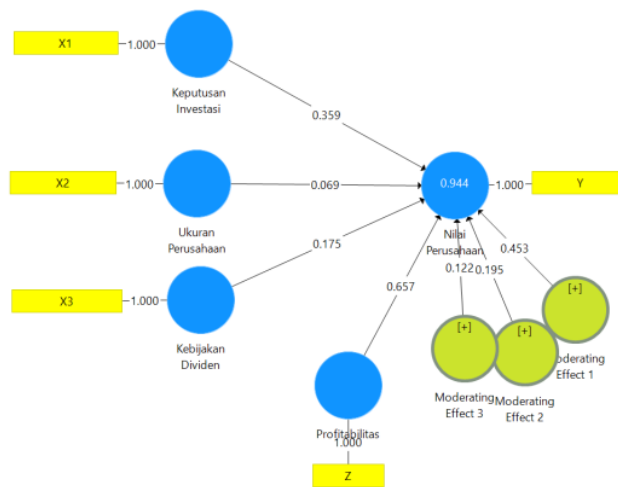 X1
1.000
Keputusan
Investasi
0.359
X2
1.000
Ukuran
Perusahaan
0.069
0.944
1.000
Y
Nilai
Perusahaan
0.175
X3
1.000
Kebijakan
Dividen
0.657
0.122
0.195
0.453
[+]
[+]
[+]
Moderating
Effect 3
Moderating
Effect 2
oderating
Effect 1
Profitabilitas
1.000
Z